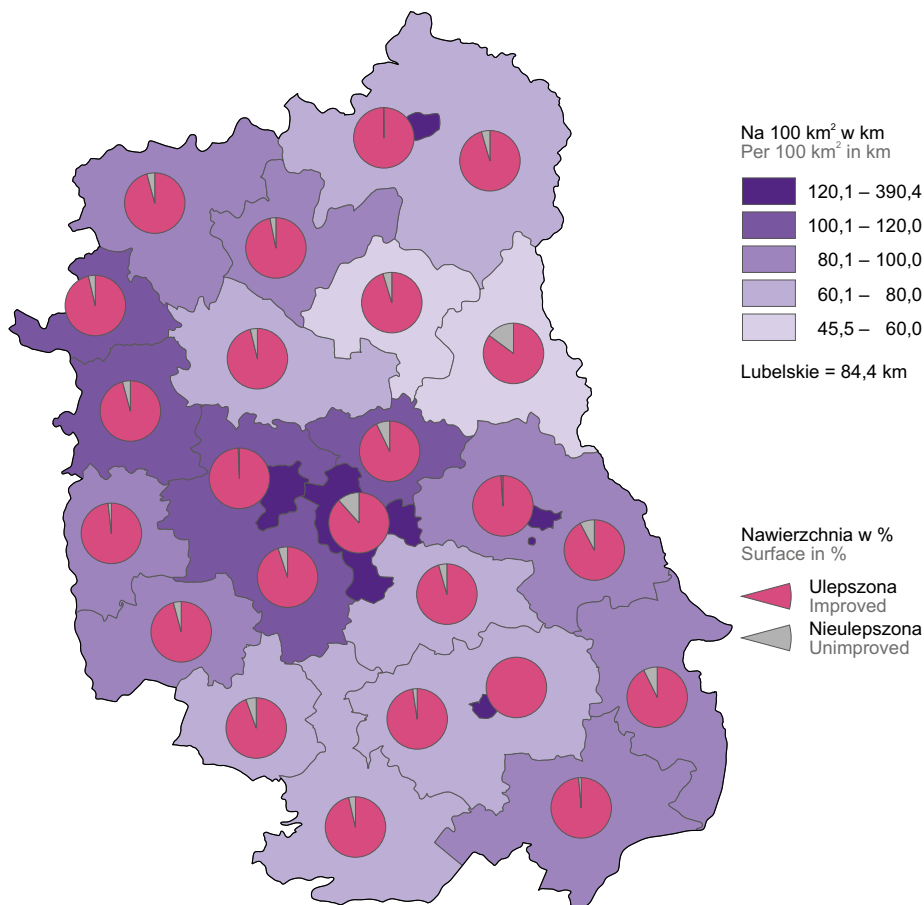 Na 100 km² w km
Per 100 km² in km
120,1 – 390,4
100,1 – 120,0
80,1 – 100,0
60,1 – 80,0
45,5 – 60,0
Lubelskie = 84,4 km
Nawierzchnia w %
Surface in %
Ulepszona
Improved
Nieulepszona
Unimproved